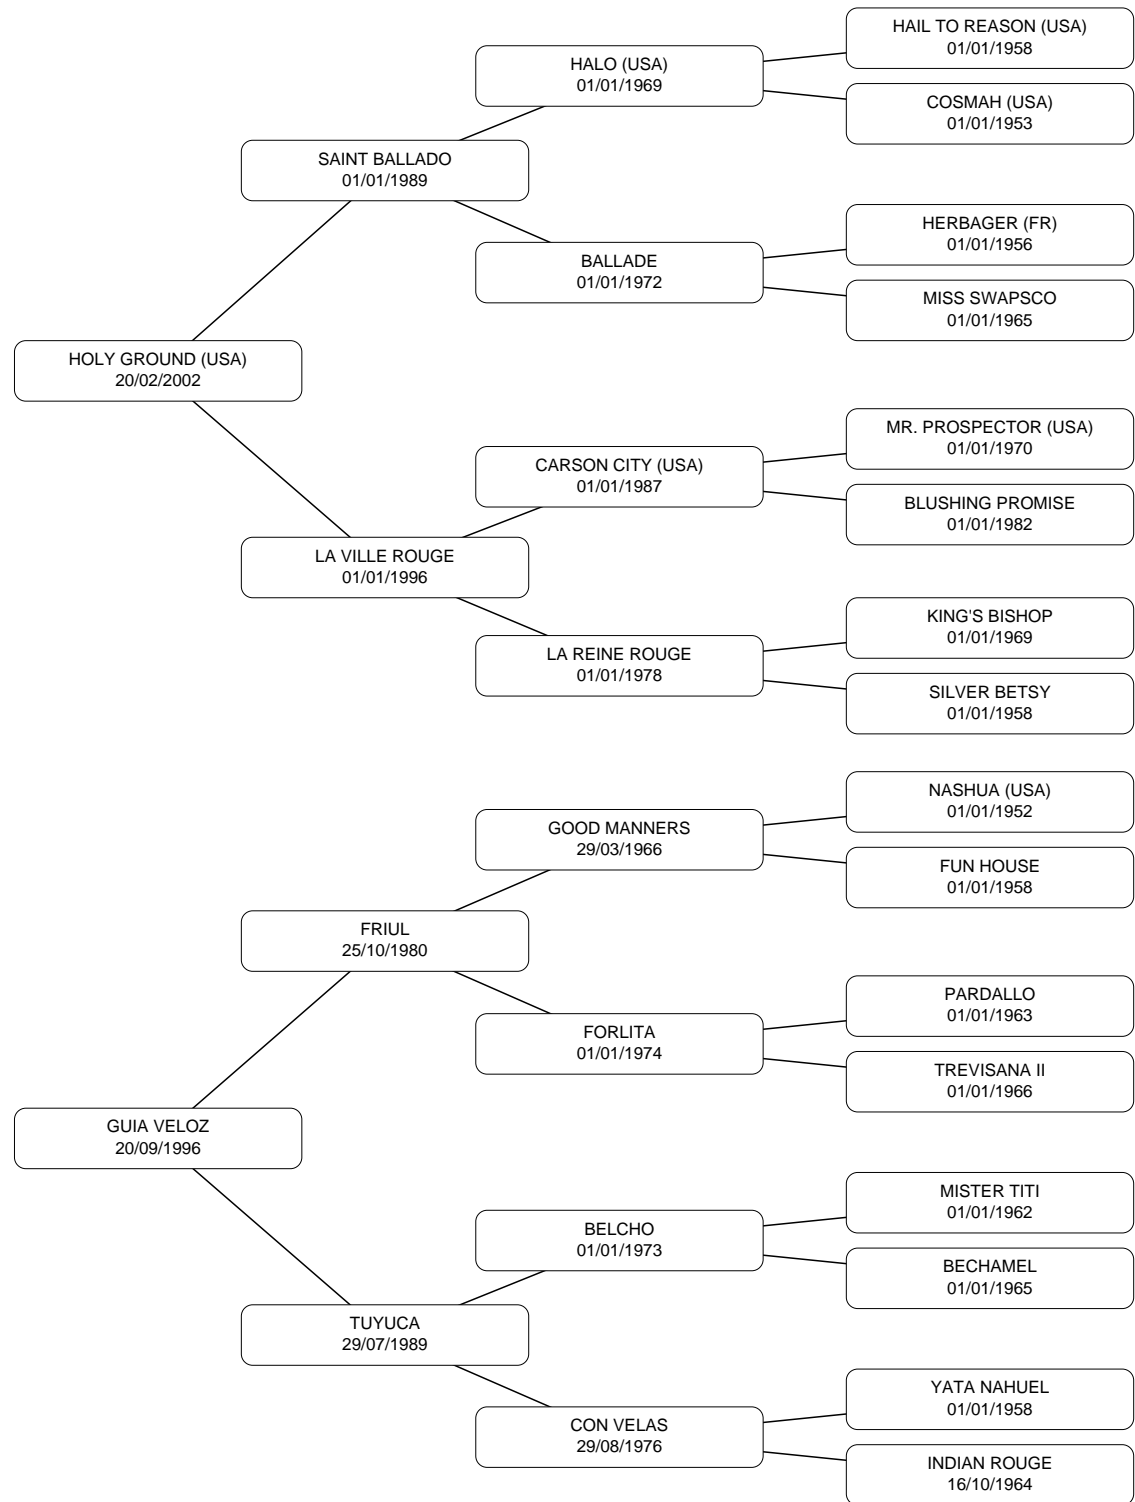 HAIL TO REASON (USA)
01/01/1958
HALO (USA)
01/01/1969
COSMAH (USA)
01/01/1953
SAINT BALLADO
01/01/1989
HERBAGER (FR)
01/01/1956
BALLADE
01/01/1972
MISS SWAPSCO
01/01/1965
HOLY GROUND (USA)
20/02/2002
MR. PROSPECTOR (USA)
01/01/1970
CARSON CITY (USA)
01/01/1987
BLUSHING PROMISE
01/01/1982
LA VILLE ROUGE
01/01/1996
KING'S BISHOP
01/01/1969
LA REINE ROUGE
01/01/1978
SILVER BETSY
01/01/1958
NASHUA (USA)
01/01/1952
GOOD MANNERS
29/03/1966
FUN HOUSE
01/01/1958
FRIUL
25/10/1980
PARDALLO
01/01/1963
FORLITA
01/01/1974
TREVISANA II
01/01/1966
GUIA VELOZ
20/09/1996
MISTER TITI
01/01/1962
BELCHO
01/01/1973
BECHAMEL
01/01/1965
TUYUCA
29/07/1989
YATA NAHUEL
01/01/1958
CON VELAS
29/08/1976
INDIAN ROUGE
16/10/1964